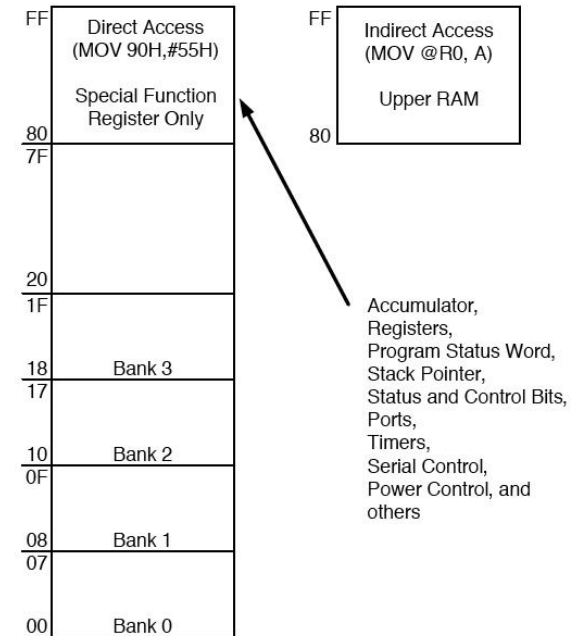 FF
Direct Access
(MOV 90H,#55H)
Special Function
Register Only
80
7F
20
1F
18
Bank 3
17
10
Bank 2
0F
08
Bank 1
07
00
Bank 0
FF
Indirect Access
(MOV @R0, A)
Upper RAM
80
Accumulator,
Registers,
Program Status Word,
Stack Pointer,
Status and Control Bits,
Ports,
Timers,
Serial Control,
Power Control, and
others